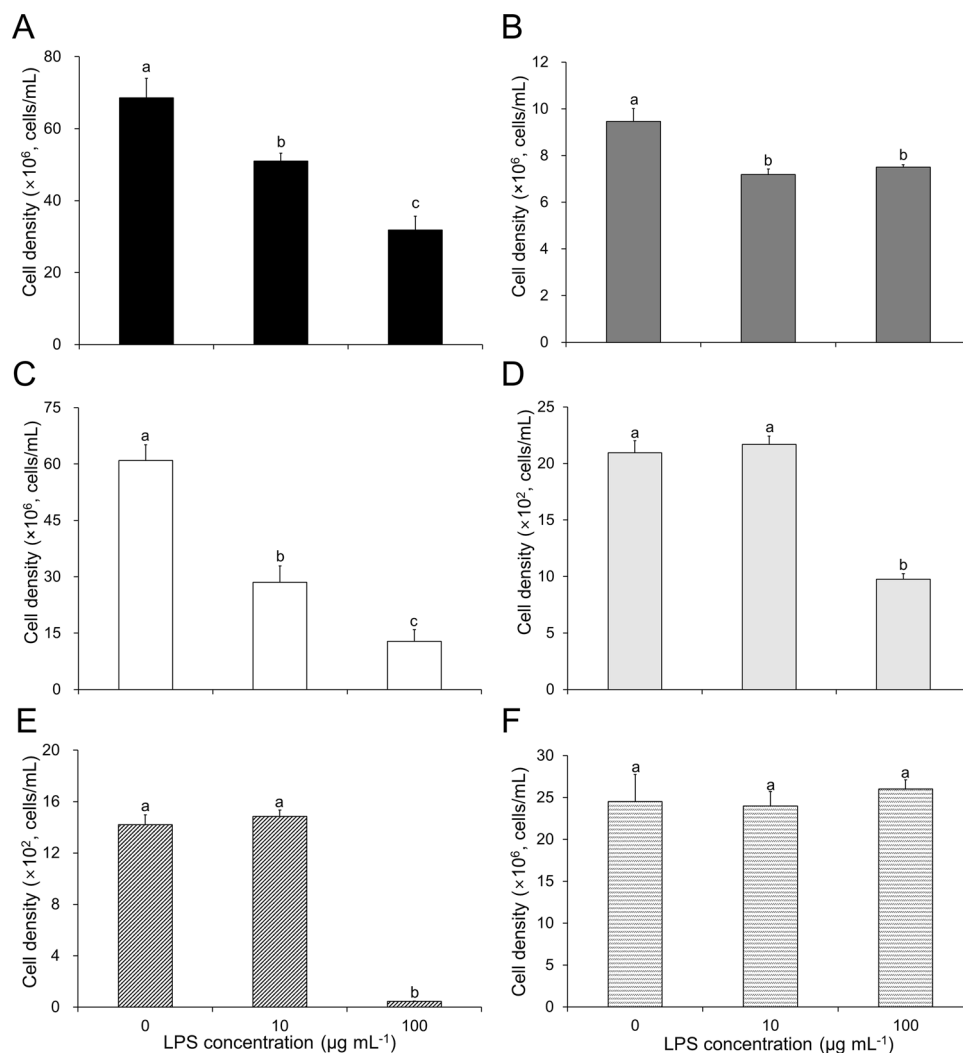 A
Cell density (×10⁶, cells/mL)
80
60
40
20
0
a
b
c
B
Cell density (×10⁶, cells/mL)
12
10
8
6
4
2
0
a
b
b
C
Cell density (×10⁶, cells/mL)
75
60
45
30
15
0
a
b
c
D
Cell density (×10², cells/mL)
25
20
15
10
5
0
a
a
b
E
Cell density (×10², cells/mL)
20
16
12
8
4
0
a
a
b
0 10 100
LPS concentration (µg mL⁻¹)
F
Cell density (×10⁶, cells/mL)
30
25
20
15
10
5
0
a
a
a
0 10 100
LPS concentration (µg mL⁻¹)